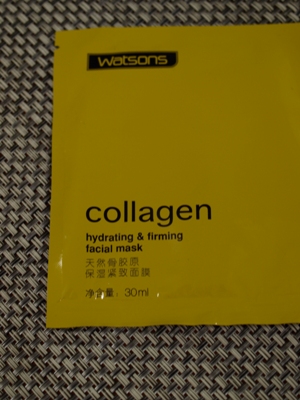 watsons
collagen
hydrating & firming
facial mask
天然骨胶原
保湿紧致面膜
净含量: 30ml